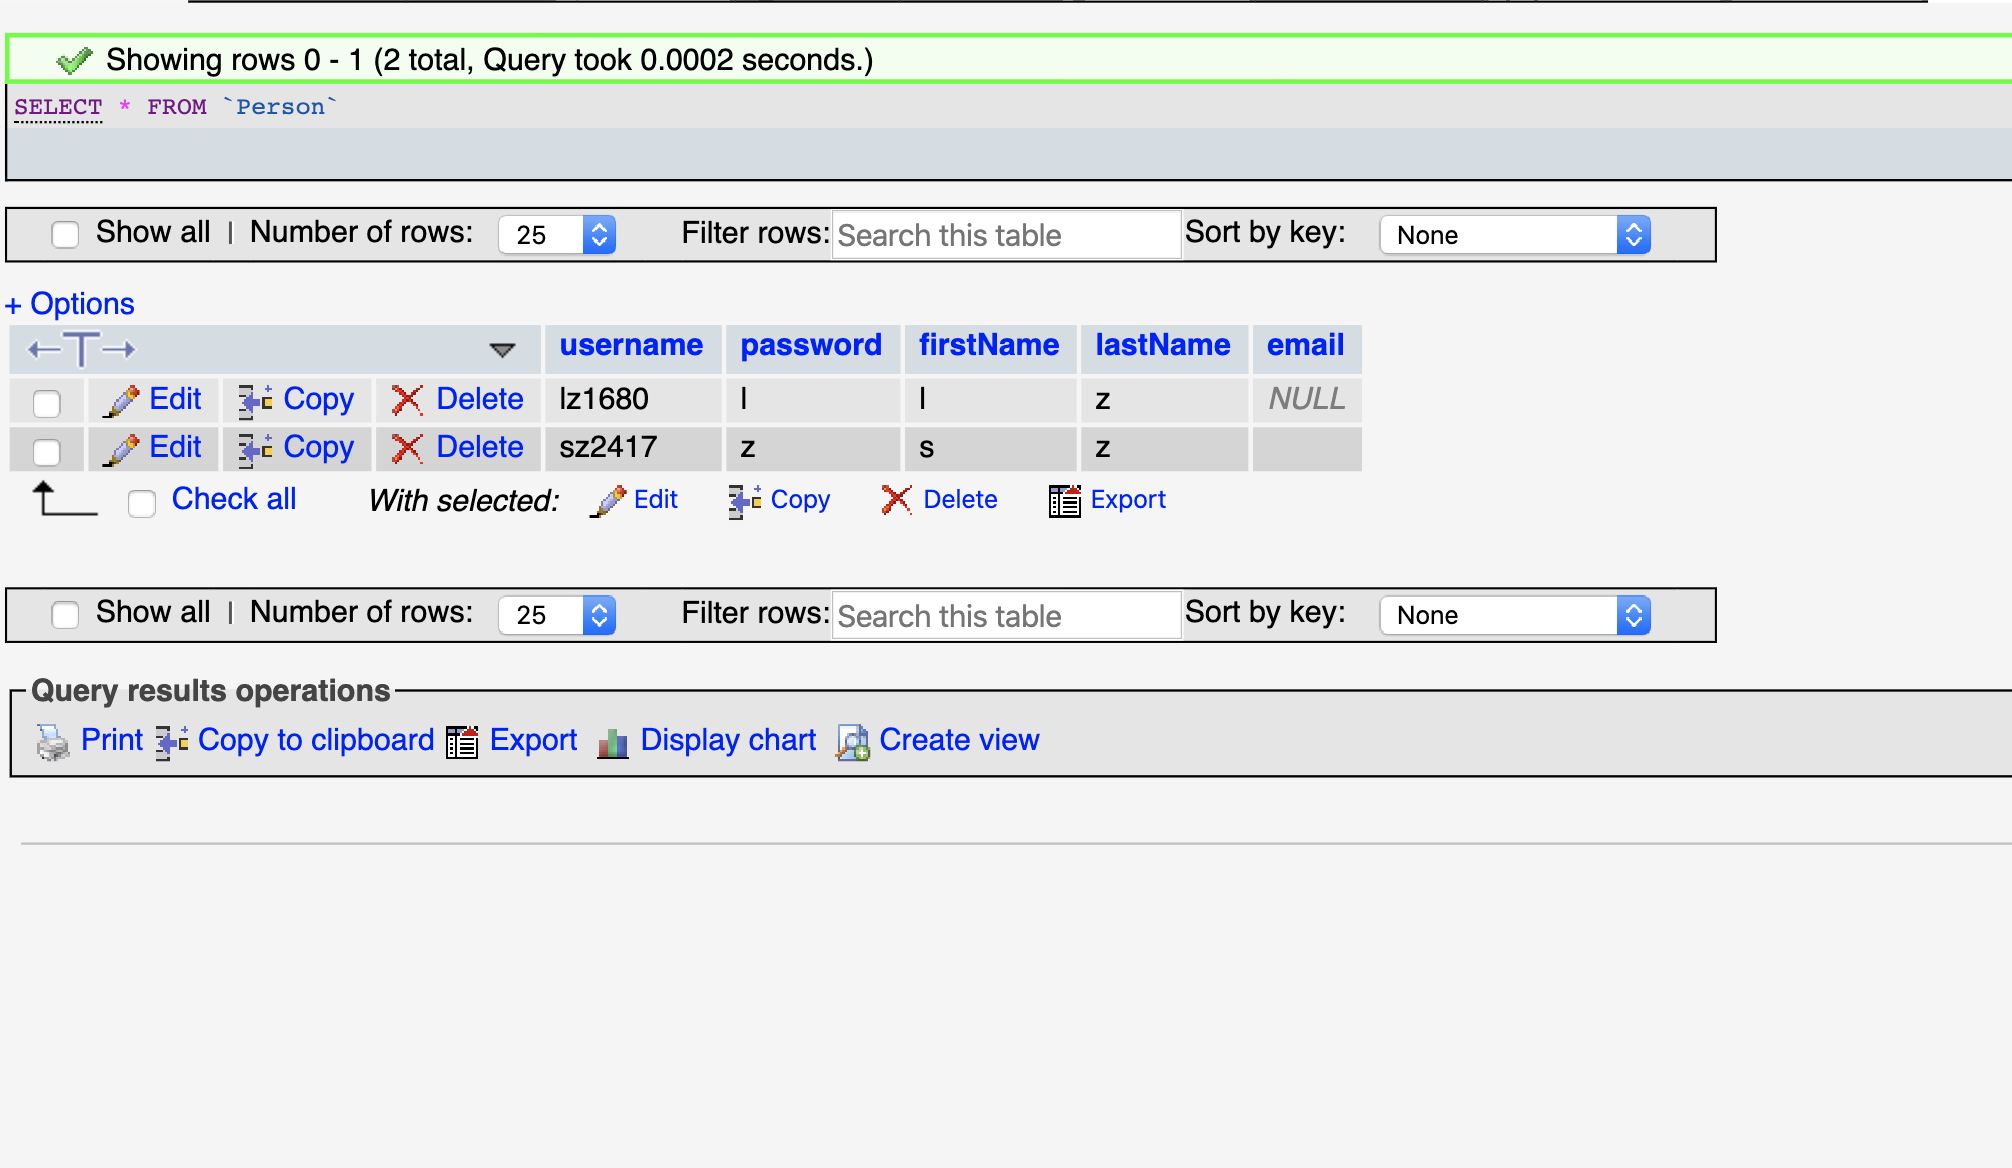 Showing rows 0 - 1 (2 total, Query took 0.0002 seconds.)
SELECT * FROM `Person`
Show all | Number of rows: 25 Filter rows: Search this table Sort by key: None
+ Options
username password firstName lastName email
Edit Copy Delete lz1680 l l z NULL
Edit Copy Delete sz2417 z s z
Check all With selected: Edit Copy Delete Export
Show all | Number of rows: 25 Filter rows: Search this table Sort by key: None
Query results operations
Print Copy to clipboard Export Display chart Create view